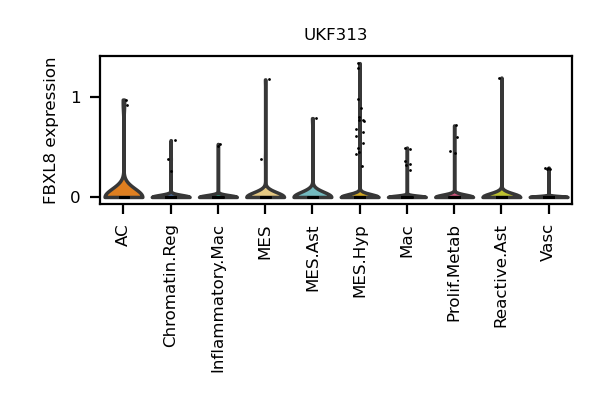 UKF313
FBXL8 expression
1
0
AC
Chromatin.Reg
Inflammatory.Mac
MES
MES.Ast
MES.Hyp
Mac
Prolif.Metab
Reactive.Ast
Vasc